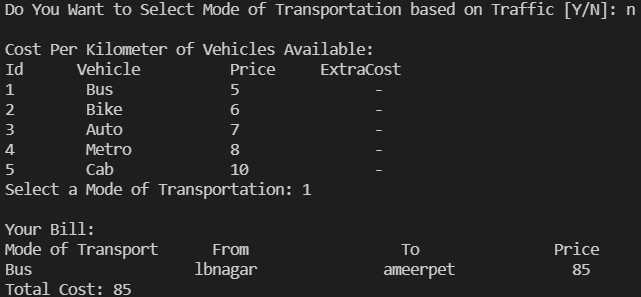 Do You Want to Select Mode of Transportation based on Traffic [Y/N]: n
Cost Per Kilometer of Vehicles Available:
Id Vehicle Price ExtraCost
1 Bus 5 -
2 Bike 6 -
3 Auto 7 -
4 Metro 8 -
5 Cab 10 -
Select a Mode of Transportation: 1
Your Bill:
Mode of Transport From To Price
Bus lbnagar ameerpet 85
Total Cost: 85